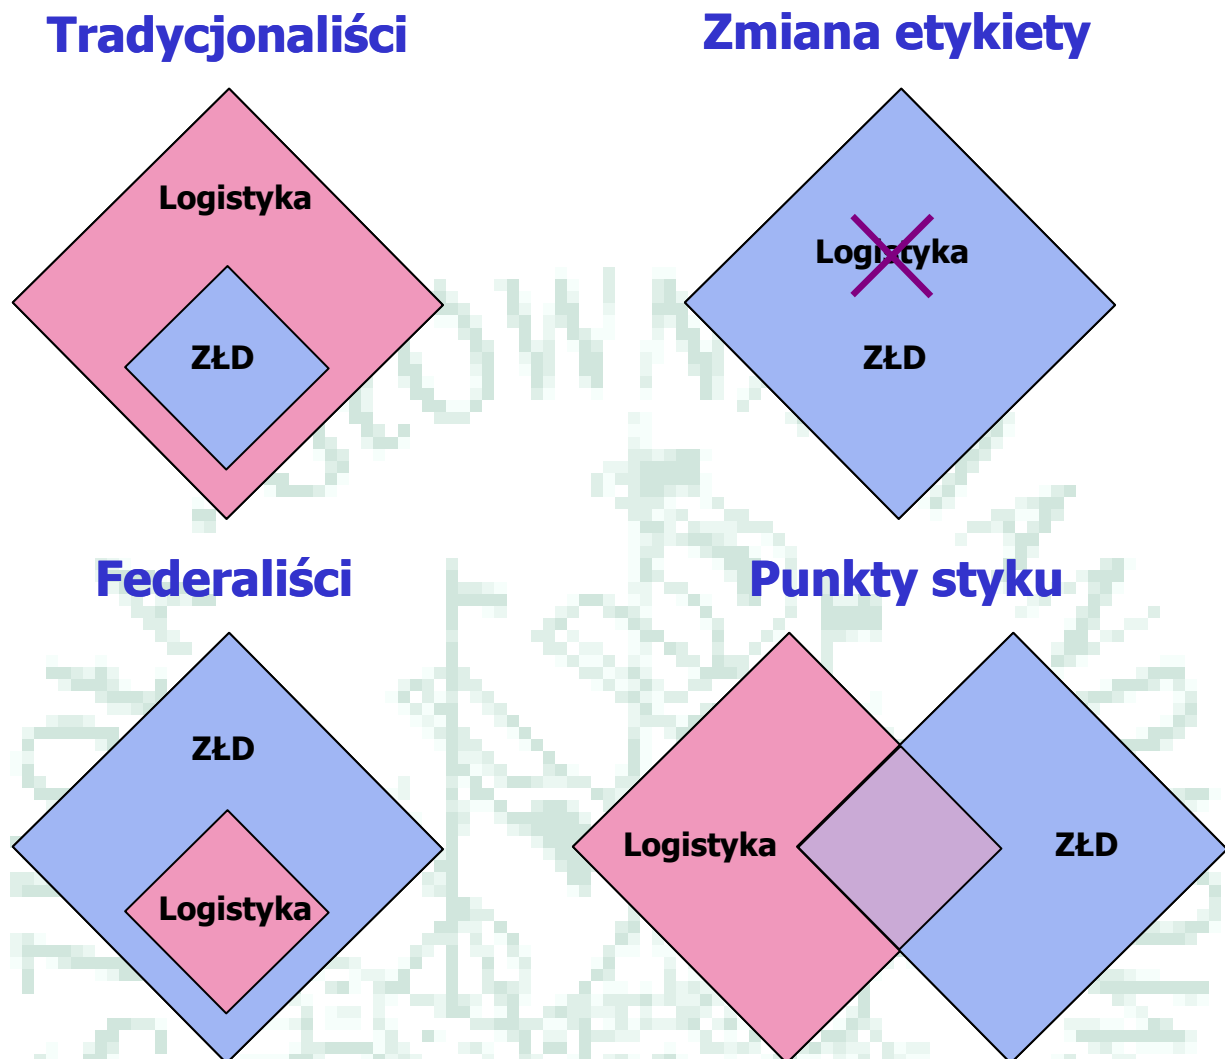 Tradycjonaliści
Zmiana etykiety
Logistyka
ZŁD
Logistyka
ZŁD
Federaliści
Punkty styku
ZŁD
Logistyka
Logistyka
ZŁD